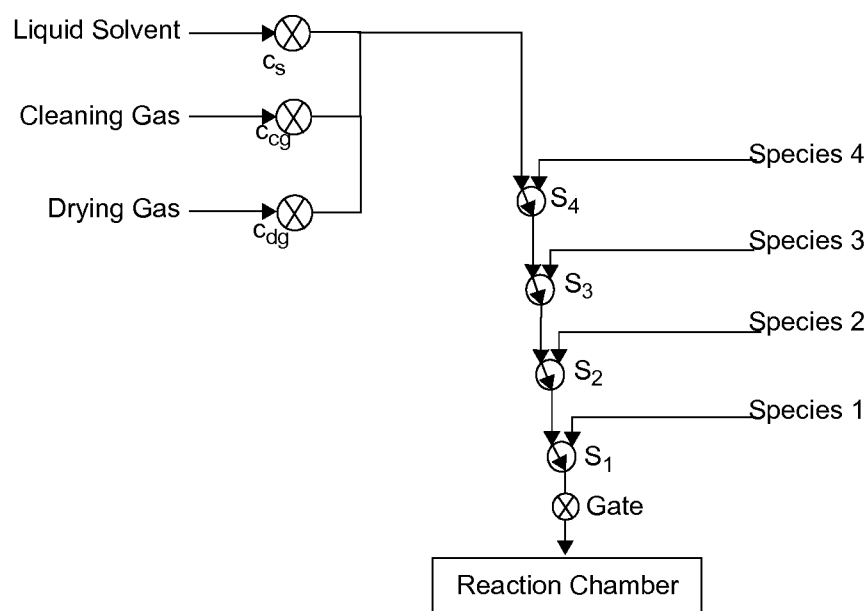 Liquid Solvent
c_s
Cleaning Gas
c_cg
Drying Gas
c_dg
Species 4
S_4
Species 3
S_3
Species 2
S_2
Species 1
S_1
Gate
Reaction Chamber